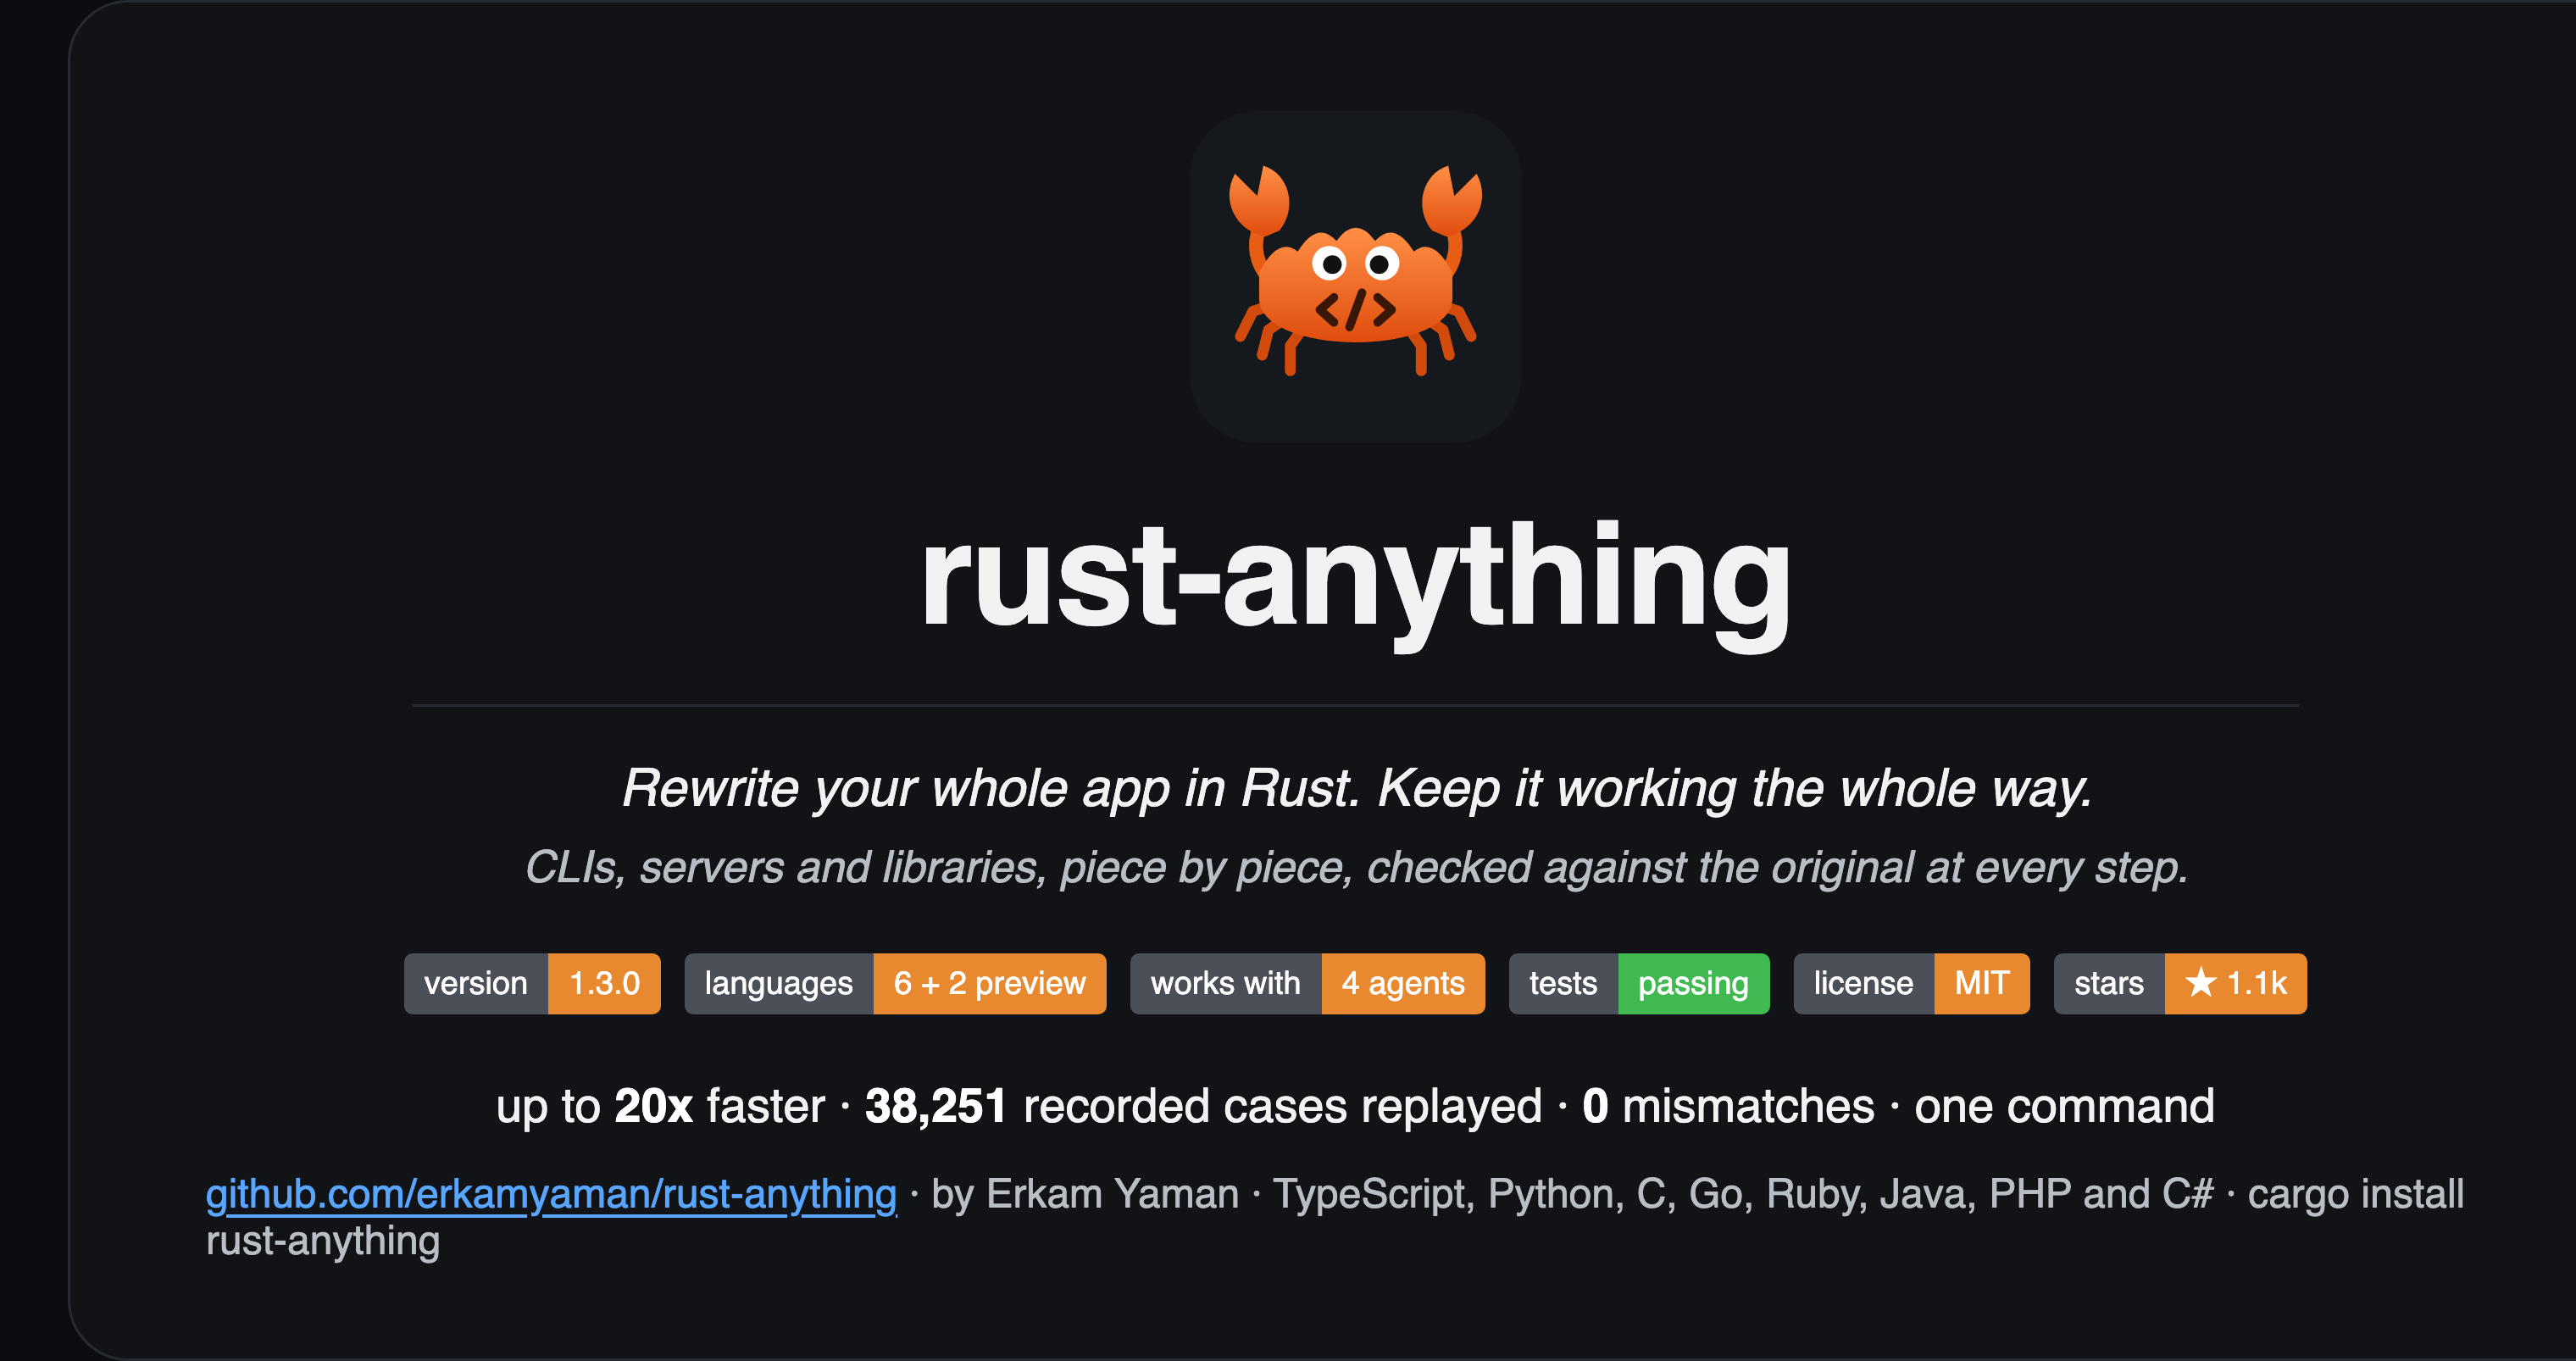 </>
rust-anything
Rewrite your whole app in Rust. Keep it working the whole way.
CLIs, servers and libraries, piece by piece, checked against the original at every step.
version 1.3.0 languages 6 + 2 preview works with 4 agents tests passing license MIT stars ★ 1.1k
up to 20x faster · 38,251 recorded cases replayed · 0 mismatches · one command
github.com/erkamyaman/rust-anything · by Erkam Yaman · TypeScript, Python, C, Go, Ruby, Java, PHP and C# · cargo install
rust-anything